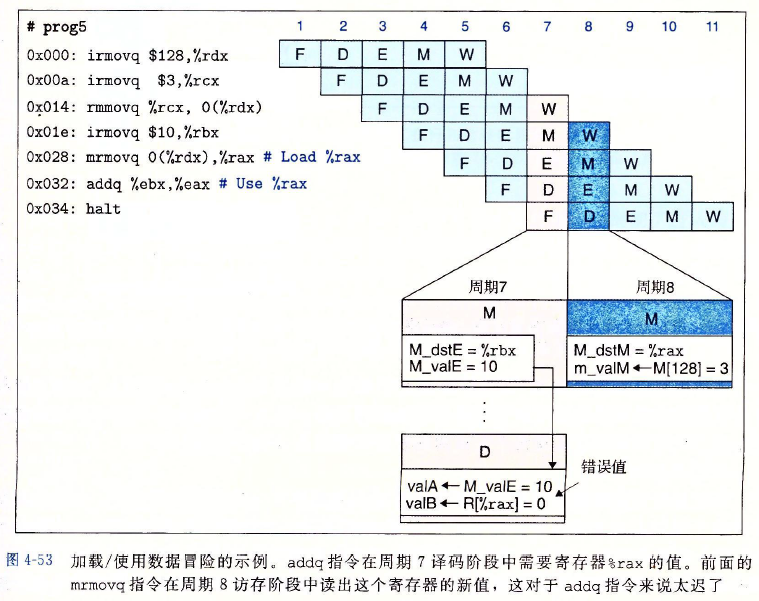 # prog5
1 2 3 4 5 6 7 8 9 10 11
0x000: irmovq $128,%rdx F D E M W
0x00a: irmovq $3,%rcx F D E M W
0x014: rmmovq %rcx, 0(%rdx) F D E M W
0x01e: irmovq $10,%rbx F D E M W
0x028: mrmovq 0(%rdx),%rax # Load %rax F D E M W
0x032: addq %ebx,%eax # Use %rax F D E M W
0x034: halt F D E M W
周期7 周期8
M M
M_dstE = %rbx M_dstM = %rax
M_valE = 10 m_valM ← M[128] = 3
D
错误值
valA ← M_valE = 10
valB ← R[%rax] = 0
图 4-53 加载/使用数据冒险的示例。addq 指令在周期 7 译码阶段中需要寄存器%rax 的值。前面的
mrmovq 指令在周期 8 访存阶段中读出这个寄存器的新值，这对于 addq 指令来说太迟了